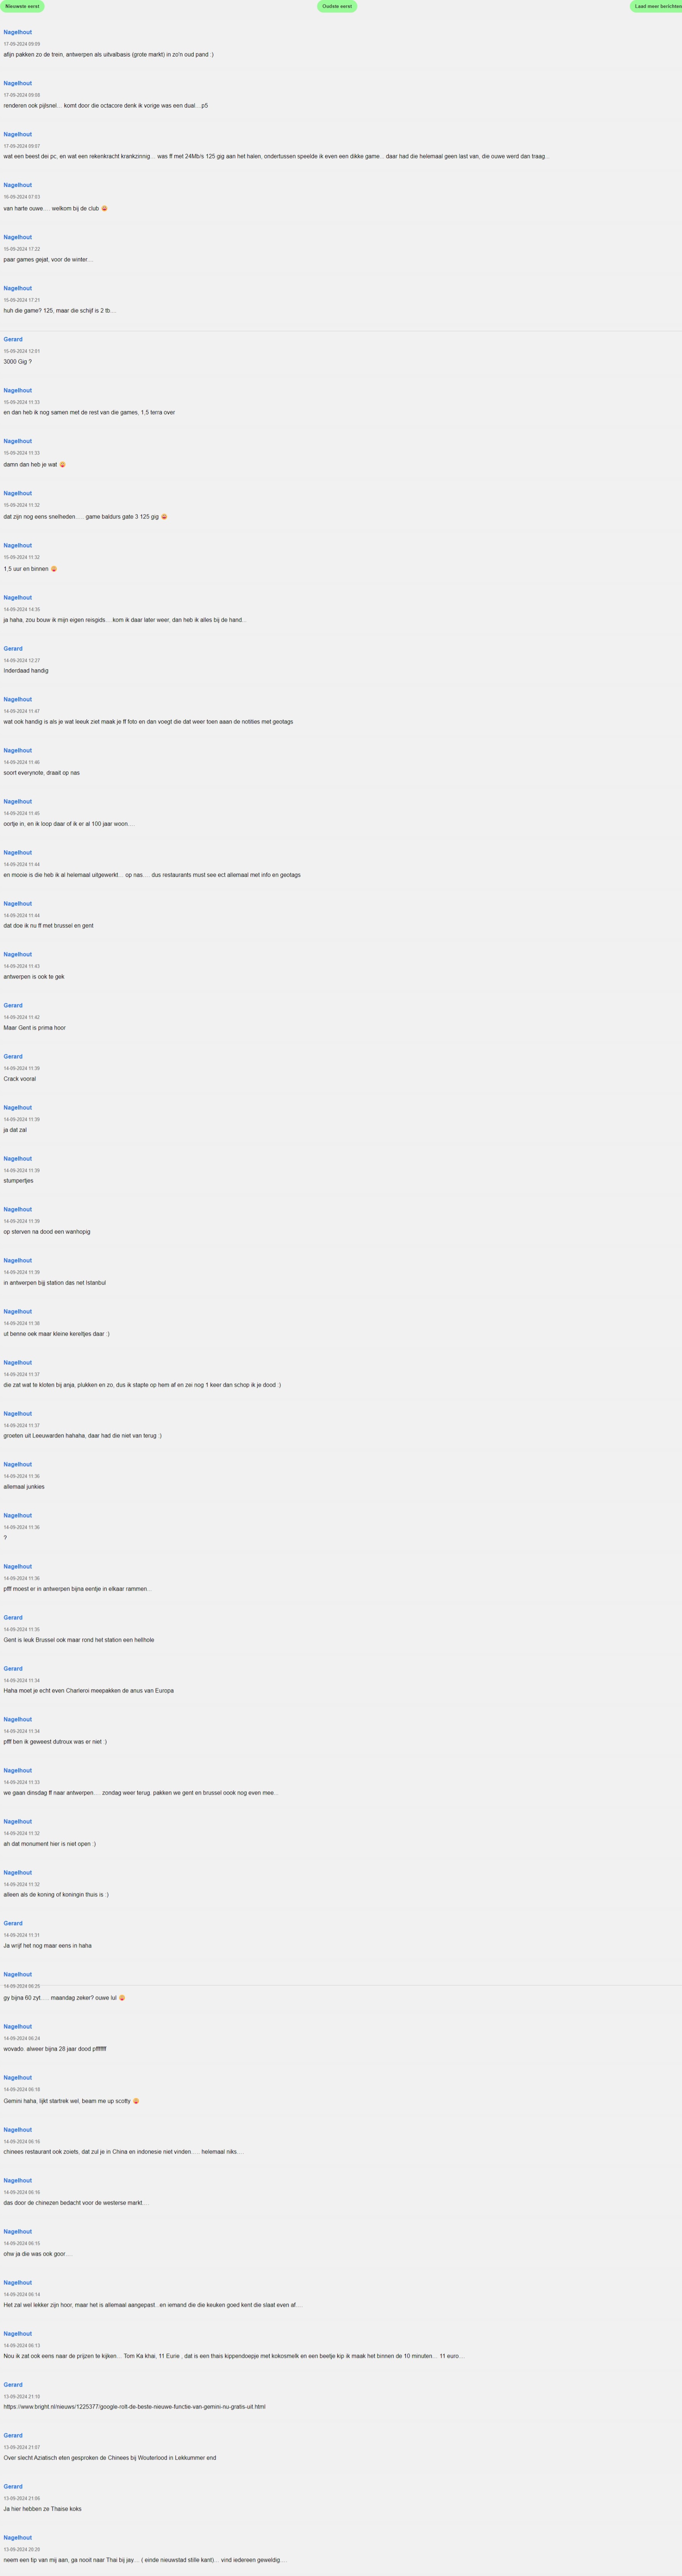 Nieuwste eerst
Oudste eerst
Laad meer berichten
Nagelhout
17-09-2024 09:09
afijn pakken zo de trein, antwerpen als uitvalbasis (grote markt) in zo'n oud pand :)
Nagelhout
17-09-2024 09:08
renderen ook pijlsnel.... komt door die octacore denk ik vorige was een dual....p5
Nagelhout
17-09-2024 09:07
wat een beest dei pc, en wat een rekenkracht krankzinnig.... was ff met 24Mb/s 125 gig aan het halen, ondertussen speelde ik even een dikke game... daar had die helemaal geen last van, die ouwe werd dan traag...
Nagelhout
16-09-2024 07:03
van harte ouwe..... welkom bij de club
Nagelhout
15-09-2024 17:22
paar games gejat, voor de winter....
Nagelhout
15-09-2024 17:21
huh die game? 125, maar die schijf is 2 tb....
Gerard
15-09-2024 12:01
3000 Gig ?
Nagelhout
15-09-2024 11:33
en dan heb ik nog samen met de rest van die games, 1,5 terra over
Nagelhout
15-09-2024 11:33
damn dan heb je wat
Nagelhout
15-09-2024 11:32
dat zijn nog eens snelheden...... game baldurs gate 3 125 gig
Nagelhout
15-09-2024 11:32
1.5 uur en binnen
Nagelhout
14-09-2024 14:35
ja haha, zou bouw ik mijn eigen reisgids.... kom ik daar later weer, dan heb ik alles bij de hand...
Gerard
14-09-2024 12:27
Inderdaad handig
Nagelhout
14-09-2024 11:47
wat ook handig is als je wat leeuk ziet maak je ff foto en dan voegt die dat weer toen aaan de notities met geotags
Nagelhout
14-09-2024 11:46
soort everynote, draait op nas
Nagelhout
14-09-2024 11:45
oortje in, en ik loop daar of ik er al 100 jaar woon....
Nagelhout
14-09-2024 11:44
en mooie is die heb ik al helemaal uitgewerkt.... op nas..... dus restaurants must see ect allemaal met info en geotags
Nagelhout
14-09-2024 11:44
dat doe ik nu ff met brussel en gent
Nagelhout
14-09-2024 11:43
antwerpen is ook te gek
Gerard
14-09-2024 11:42
Maar Gent is prima hoor
Gerard
14-09-2024 11:39
Crack vooral
Nagelhout
14-09-2024 11:39
ja dat zal
Nagelhout
14-09-2024 11:39
stumpertjes
Nagelhout
14-09-2024 11:39
op sterven na dood een wanhopig
Nagelhout
14-09-2024 11:39
in antwerpen bijj station das net Istanbul
Nagelhout
14-09-2024 11:38
ut benne oek maar kleine kereltjes daar :)
Nagelhout
14-09-2024 11:37
die zat wat te kloten bij anja, plukken en zo, dus ik stapte op hem af en zei nog 1 keer dan schop ik je dood :)
Nagelhout
14-09-2024 11:37
groeten uit Leeuwarden hahaha, daar had die niet van terug :)
Nagelhout
14-09-2024 11:36
allemaal junkies
Nagelhout
14-09-2024 11:36
?
Nagelhout
14-09-2024 11:36
pfff moest er in antwerpen bijna eentje in elkaar rammen...
Gerard
14-09-2024 11:35
Gent is leuk Brussel ook maar rond het station een hellhole
Gerard
14-09-2024 11:34
Haha moet je echt even Charleroi meepakken de anus van Europa
Nagelhout
14-09-2024 11:34
pfff ben ik geweest dutroux was er niet :)
Nagelhout
14-09-2024 11:33
we gaan dinsdag ff naar antwerpen.... zondag weer terug. pakken we gent en brussel oook nog even mee...
Nagelhout
14-09-2024 11:32
ah dat monument hier is niet open :)
Nagelhout
14-09-2024 11:32
alleen als de koning of koningin thuis is :)
Gerard
14-09-2024 11:31
Ja wrijf het nog maar eens in haha
Nagelhout
14-09-2024 06:25
gy bijna 60 zyt...... maandag zeker? ouwe lul
Nagelhout
14-09-2024 06:24
wovado. alweer bijna 28 jaar dood pfffffff
Nagelhout
14-09-2024 06:18
Gemini haha, lijkt startrek wel, beam me up scotty
Nagelhout
14-09-2024 06:16
chinees restaurant ook zoiets, dat zul je in China en indonesie niet vinden...... helemaal niks....
Nagelhout
14-09-2024 06:16
das door de chinezen bedacht voor de westerse markt....
Nagelhout
14-09-2024 06:15
ohw ja die was ook goor....
Nagelhout
14-09-2024 06:14
Het zal wel lekker zijn hoor, maar het is allemaal aangepast.. en iemand die die keuken goed kent die slaat even af....
Nagelhout
14-09-2024 06:13
Nou ik zat ook eens naar de prijzen te kijken.... Tom Ka khai, 11 Eurie , dat is een thais kippendoepje met kokosmelk en een beetje kip ik maak het binnen de 10 minuten.... 11 euro....
Gerard
13-09-2024 21:10
https://www.bright.nl/nieuws/1225377/google-rolt-de-beste-nieuwe-functie-van-gemini-nu-gratis-uit.html
Gerard
13-09-2024 21:07
Over slecht Aziatisch eten gesproken de Chinees bij Wouterlood in Lekkummer end
Gerard
13-09-2024 21:06
Ja hier hebben ze Thaise koks
Nagelhout
13-09-2024 20:20
neem een tip van mij aan, ga nooit naar Thai bij jay.... ( einde nieuwstad stille kant).... vind iedereen geweldig.....